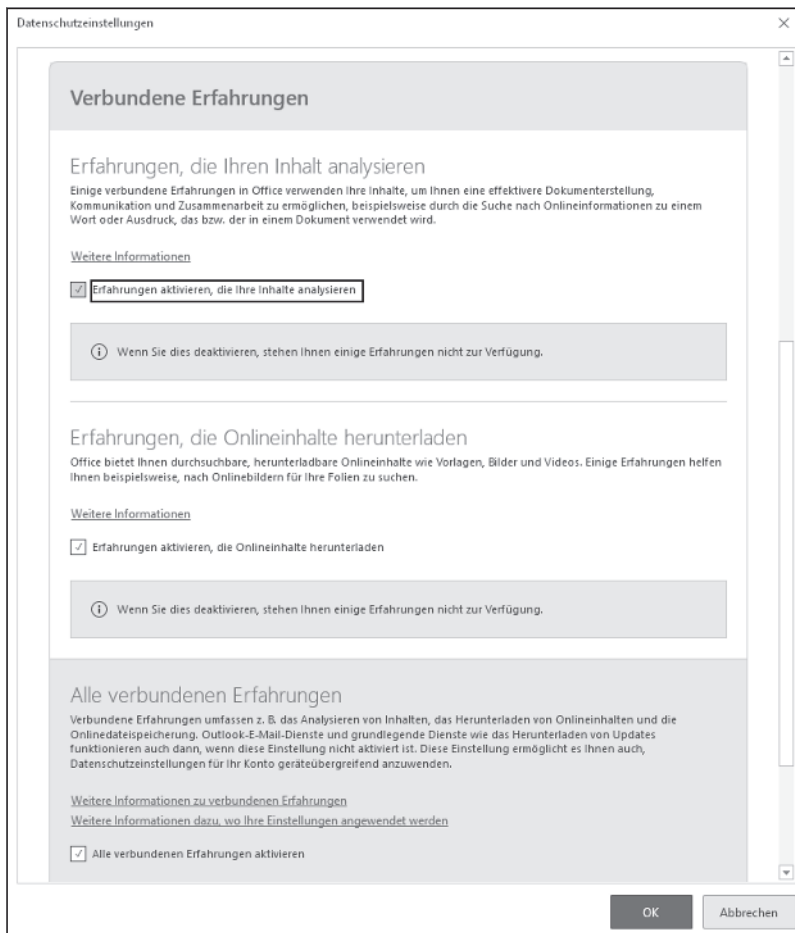 Datenschutzeinstellungen
Verbundene Erfahrungen
Erfahrungen, die Ihren Inhalt analysieren
Einige verbundene Erfahrungen in Office verwenden Ihre Inhalte, um Ihnen eine effektivere Dokumenterstellung,
Kommunikation und Zusammenarbeit zu ermöglichen, beispielsweise durch die Suche nach Onlineinformationen zu einem
Wort oder Ausdruck, das bzw. der in einem Dokument verwendet wird.
Weitere Informationen
Erfahrungen aktivieren, die Ihre Inhalte analysieren
Wenn Sie dies deaktivieren, stehen Ihnen einige Erfahrungen nicht zur Verfügung.
Erfahrungen, die Onlineinhalte herunterladen
Office bietet Ihnen durchsuchbare, herunterladbare Onlineinhalte wie Vorlagen, Bilder und Videos. Einige Erfahrungen helfen
Ihnen beispielsweise, nach Onlinebildern für Ihre Folien zu suchen.
Weitere Informationen
Erfahrungen aktivieren, die Onlineinhalte herunterladen
Wenn Sie dies deaktivieren, stehen Ihnen einige Erfahrungen nicht zur Verfügung.
Alle verbundenen Erfahrungen
Verbundene Erfahrungen umfassen z. B. das Analysieren von Inhalten, das Herunterladen von Onlineinhalten und die
Onlinedateispeicherung. Outlook-E-Mail-Dienste und grundlegende Dienste wie das Herunterladen von Updates
funktionieren auch dann, wenn diese Einstellung nicht aktiviert ist. Diese Einstellung ermöglicht es Ihnen auch,
Datenschutzeinstellungen für Ihr Konto geräteübergreifend anzuwenden.
Weitere Informationen zu verbundenen Erfahrungen
Weitere Informationen dazu, wo Ihre Einstellungen angewendet werden
Alle verbundenen Erfahrungen aktivieren
OK Abbrechen